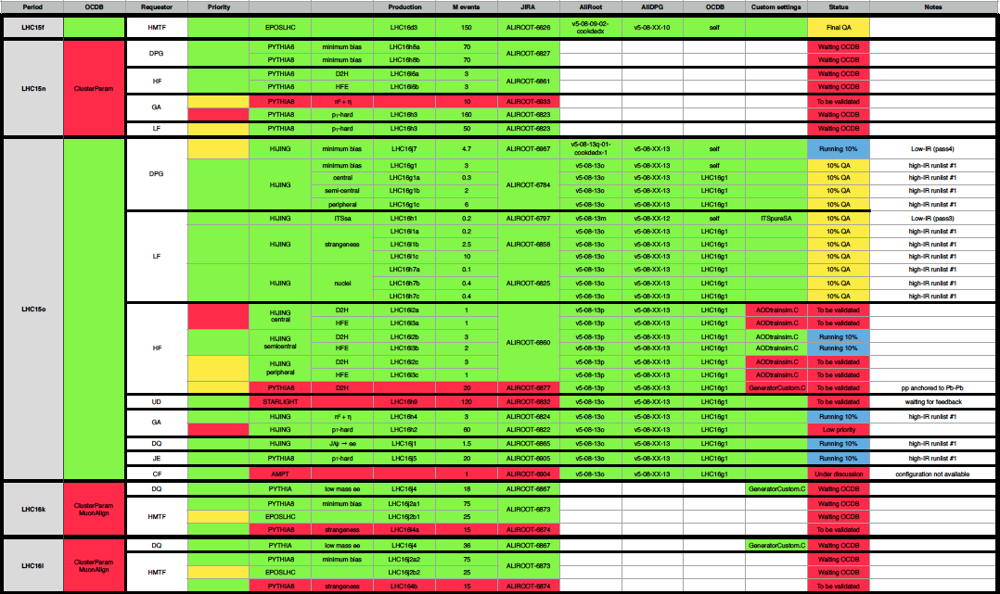 Period OCDB Requestor Priority Production M events JIRA AliRoot AliDPG OCDB Custom settings Status Notes
LHC15f HMTF EPOSLHC LHC16d3 150 ALIROOT-6626 v5-08-09-02-cookdedx v5-08-XX-10 self Final QA
LHC15n ClusterParam DPG PYTHIA6 minimum bias LHC16h8a 70 ALIROOT-6827 Waiting OCDB
PYTHIA8 minimum bias LHC16h8b 70 Waiting OCDB
HF PYTHIA6 D2H LHC16i6a 3 ALIROOT-6861 Waiting OCDB
PYTHIA6 HFE LHC16i6b 3 Waiting OCDB
GA PYTHIA8 π⁰ + η 10 ALIROOT-6933 To be validated
PYTHIA8 pT-hard LHC16h3 160 ALIROOT-6823 Waiting OCDB
LF PYTHIA8 pT-hard LHC16h3 50 ALIROOT-6823 Waiting OCDB
LHC15o DPG HIJING minimum bias LHC16j7 4.7 ALIROOT-6967 v5-08-13q-01-cookdedx-1 v5-08-XX-13 self Running 10% Low-IR (pass4)
HIJING minimum bias LHC16g1 3 ALIROOT-6784 v5-08-13o v5-08-XX-13 self 10% QA high-IR runlist #1
central LHC16g1a 0.3 v5-08-13o v5-08-XX-13 LHC16g1 10% QA high-IR runlist #1
semi-central LHC16g1b 2 v5-08-13o v5-08-XX-13 LHC16g1 10% QA high-IR runlist #1
peripheral LHC16g1c 6 v5-08-13o v5-08-XX-13 LHC16g1 10% QA high-IR runlist #1
LF HIJING ITSsa LHC16h1 0.2 ALIROOT-6797 v5-08-13m v5-08-XX-12 self ITSpureSA 10% QA Low-IR (pass3)
HIJING strangeness LHC16i1a 0.2 ALIROOT-6858 v5-08-13o v5-08-XX-13 LHC16g1 10% QA high-IR runlist #1
LHC16i1b 2.5 v5-08-13o v5-08-XX-13 LHC16g1 10% QA high-IR runlist #1
LHC16i1c 10 v5-08-13o v5-08-XX-13 LHC16g1 10% QA high-IR runlist #1
HIJING nuclei LHC16h7a 0.1 ALIROOT-6825 v5-08-13o v5-08-XX-13 LHC16g1 10% QA high-IR runlist #1
LHC16h7b 0.4 v5-08-13o v5-08-XX-13 LHC16g1 10% QA high-IR runlist #1
LHC16h7c 0.4 v5-08-13o v5-08-XX-13 LHC16g1 10% QA high-IR runlist #1
HF HIJING central D2H LHC16i2a 1 ALIROOT-6860 v5-08-13p v5-08-XX-13 LHC16g1 AODtrainsim.C To be validated
HFE LHC16i3a 1 v5-08-13p v5-08-XX-13 LHC16g1 AODtrainsim.C To be validated
HIJING semicentral D2H LHC16i2b 3 v5-08-13p v5-08-XX-13 LHC16g1 AODtrainsim.C Running 10% high-IR runlist #1
HFE LHC16i3b 2 v5-08-13p v5-08-XX-13 LHC16g1 AODtrainsim.C Running 10% high-IR runlist #1
HIJING peripheral D2H LHC16i2c 3 v5-08-13p v5-08-XX-13 LHC16g1 AODtrainsim.C To be validated
HFE LHC16i3c 1 v5-08-13p v5-08-XX-13 LHC16g1 AODtrainsim.C To be validated
PYTHIA6 D2H 20 ALIROOT-6877 v5-08-13p v5-08-XX-13 LHC16g1 GeneratorCustom.C To be validated pp anchored to Pb-Pb
UD STARLIGHT LHC16h9 120 ALIROOT-6832 v5-08-13o v5-08-XX-13 LHC16g1 To be validated waiting for feedback
GA HIJING π⁰ + η LHC16h4 3 ALIROOT-6824 v5-08-13o v5-08-XX-13 LHC16g1 Running 10% high-IR runlist #1
HIJING pT-hard LHC16h2 60 ALIROOT-6822 v5-08-13o v5-08-XX-13 LHC16g1 Low priority
DQ HIJING J/ψ → ee LHC16j1 1.5 ALIROOT-6865 v5-08-13o v5-08-XX-13 LHC16g1 Running 10% high-IR runlist #1
JE PYTHIA8 pT-hard LHC16j5 20 ALIROOT-6905 v5-08-13o v5-08-XX-13 LHC16g1 Running 10% high-IR runlist #1
CF AMPT 1 ALIROOT-6904 v5-08-13o v5-08-XX-13 LHC16g1 Under discussion configuration not available
LHC16k ClusterParam MuonAlign DQ PYTHIA low mass ee LHC16j4 18 ALIROOT-6867 GeneratorCustom.C Waiting OCDB
HMTF PYTHIA8 minimum bias LHC16j2a1 75 ALIROOT-6873 Waiting OCDB
EPOSLHC LHC16j2b1 25 Waiting OCDB
PYTHIA8 strangeness LHC16i4a 15 ALIROOT-6874 To be validated
LHC16l ClusterParam MuonAlign DQ PYTHIA low mass ee LHC16j4 36 ALIROOT-6867 GeneratorCustom.C Waiting OCDB
HMTF PYTHIA8 minimum bias LHC16j2a2 75 ALIROOT-6873 Waiting OCDB
EPOSLHC LHC16j2b2 25 Waiting OCDB
PYTHIA8 strangeness LHC164b 15 ALIROOT-6874 To be validated